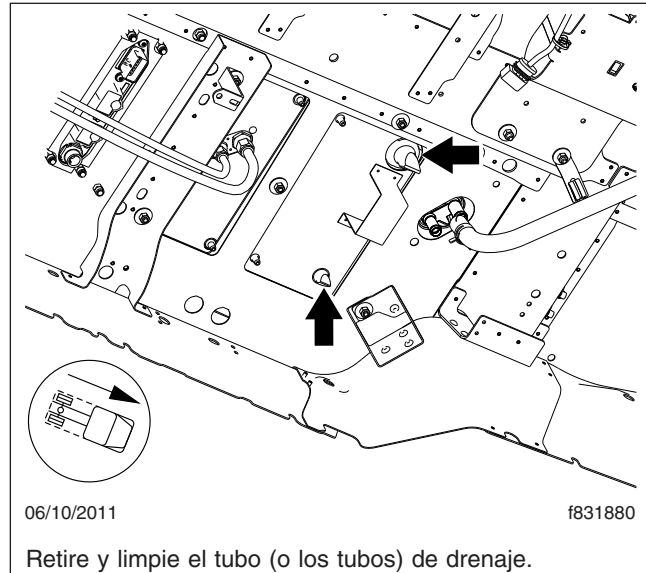 06/10/2011
f831880
Retire y limpie el tubo (o los tubos) de drenaje.